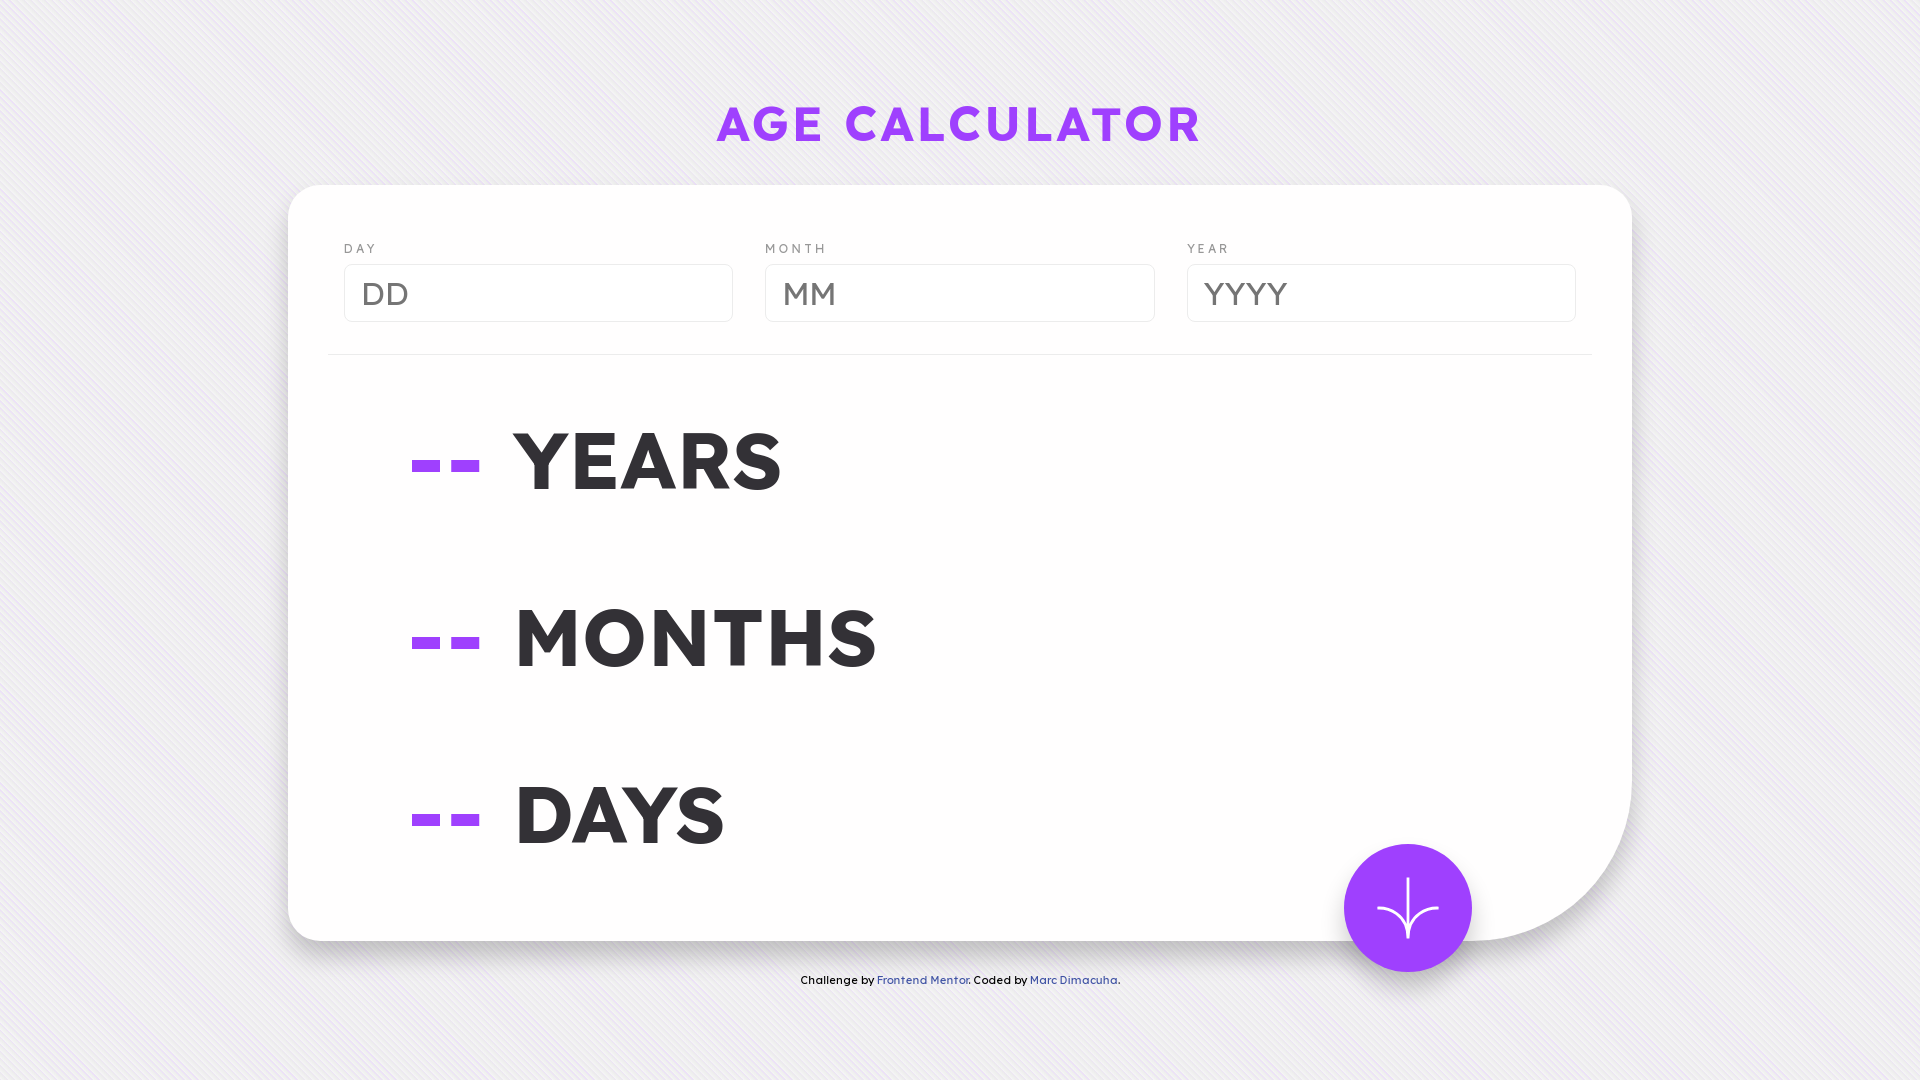 AGE CALCULATOR
DAY MONTH YEAR
DD MM YYYY
-- YEARS
-- MONTHS
-- DAYS
Challenge by Frontend Mentor. Coded by Marc Dimacuha.